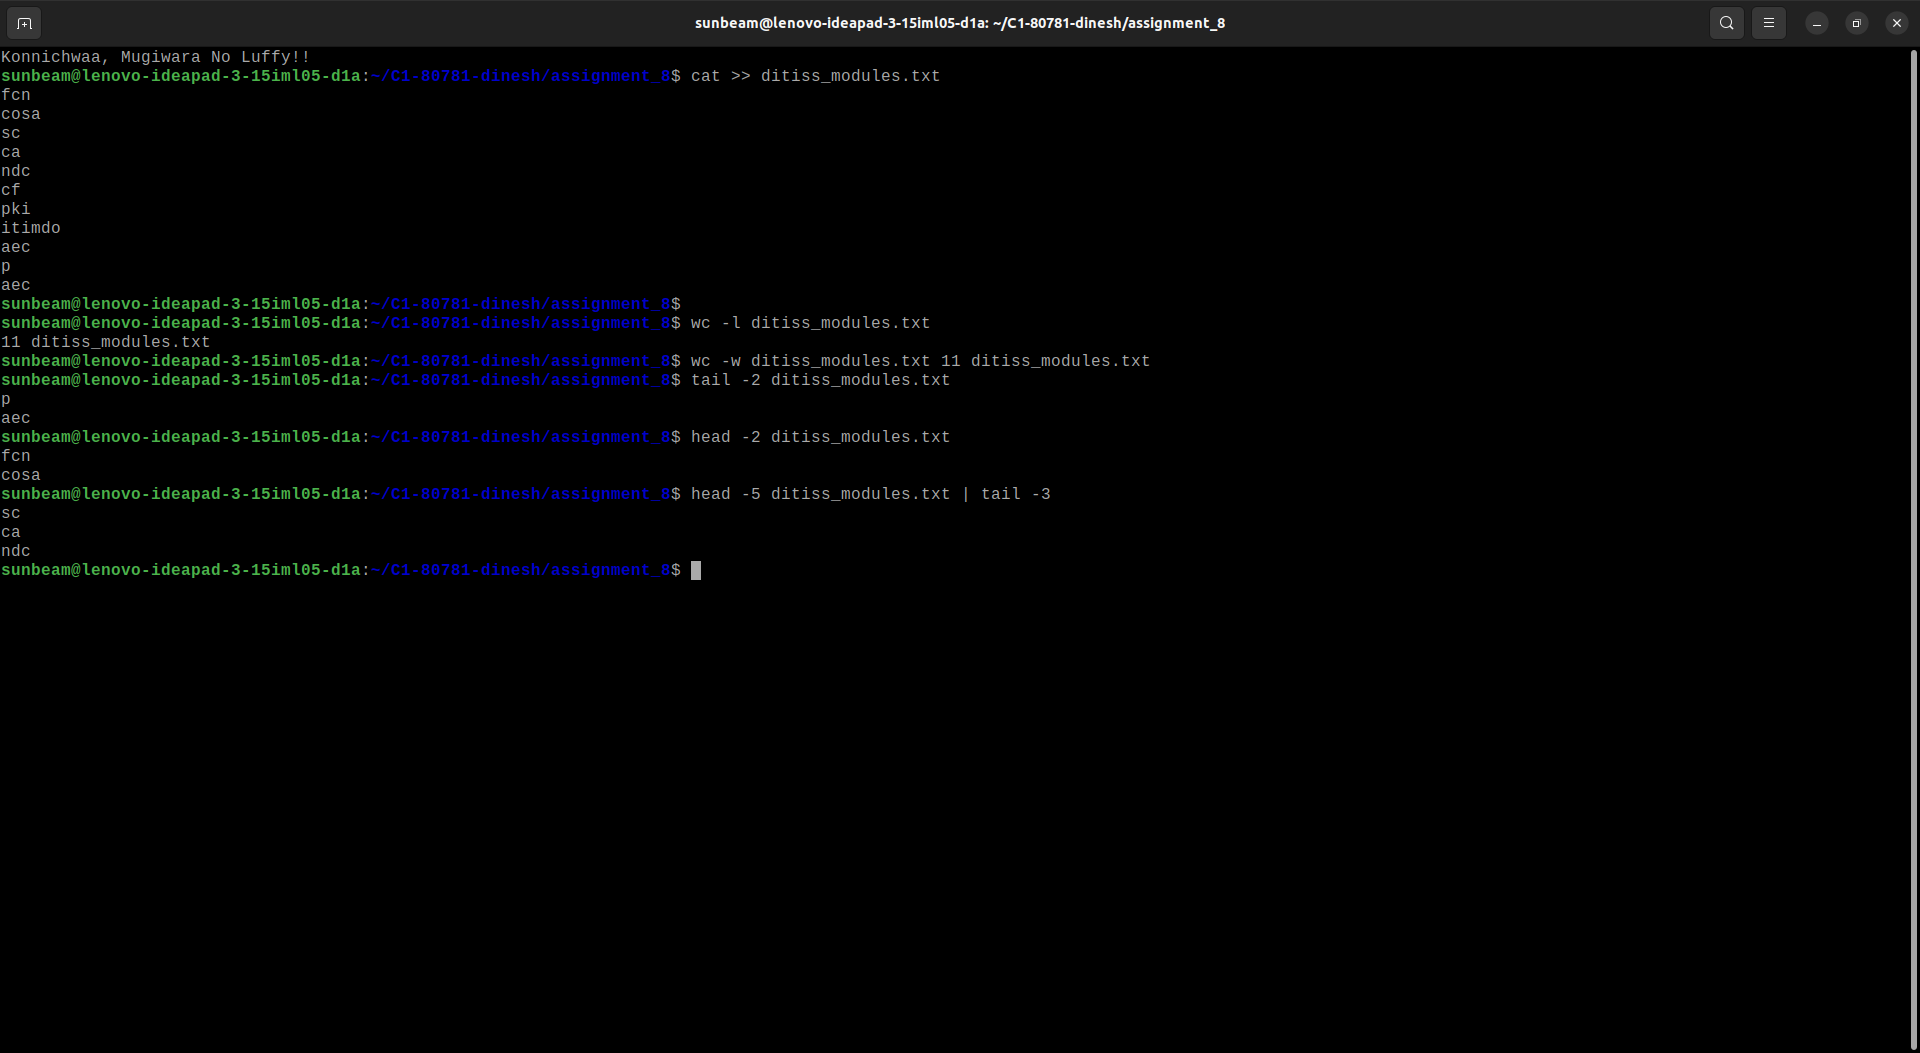 sunbeam@lenovo-ideapad-3-15iml05-d1a: ~/C1-80781-dinesh/assignment_8
Konnichwaa, Mugiwara No Luffy!!
sunbeam@lenovo-ideapad-3-15iml05-d1a:~/C1-80781-dinesh/assignment_8$ cat >> ditiss_modules.txt
fcn
cosa
sc
ca
ndc
cf
pki
itimdo
aec
p
aec
sunbeam@lenovo-ideapad-3-15iml05-d1a:~/C1-80781-dinesh/assignment_8$
sunbeam@lenovo-ideapad-3-15iml05-d1a:~/C1-80781-dinesh/assignment_8$ wc -l ditiss_modules.txt
11 ditiss_modules.txt
sunbeam@lenovo-ideapad-3-15iml05-d1a:~/C1-80781-dinesh/assignment_8$ wc -w ditiss_modules.txt 11 ditiss_modules.txt
sunbeam@lenovo-ideapad-3-15iml05-d1a:~/C1-80781-dinesh/assignment_8$ tail -2 ditiss_modules.txt
p
aec
sunbeam@lenovo-ideapad-3-15iml05-d1a:~/C1-80781-dinesh/assignment_8$ head -2 ditiss_modules.txt
fcn
cosa
sunbeam@lenovo-ideapad-3-15iml05-d1a:~/C1-80781-dinesh/assignment_8$ head -5 ditiss_modules.txt | tail -3
sc
ca
ndc
sunbeam@lenovo-ideapad-3-15iml05-d1a:~/C1-80781-dinesh/assignment_8$